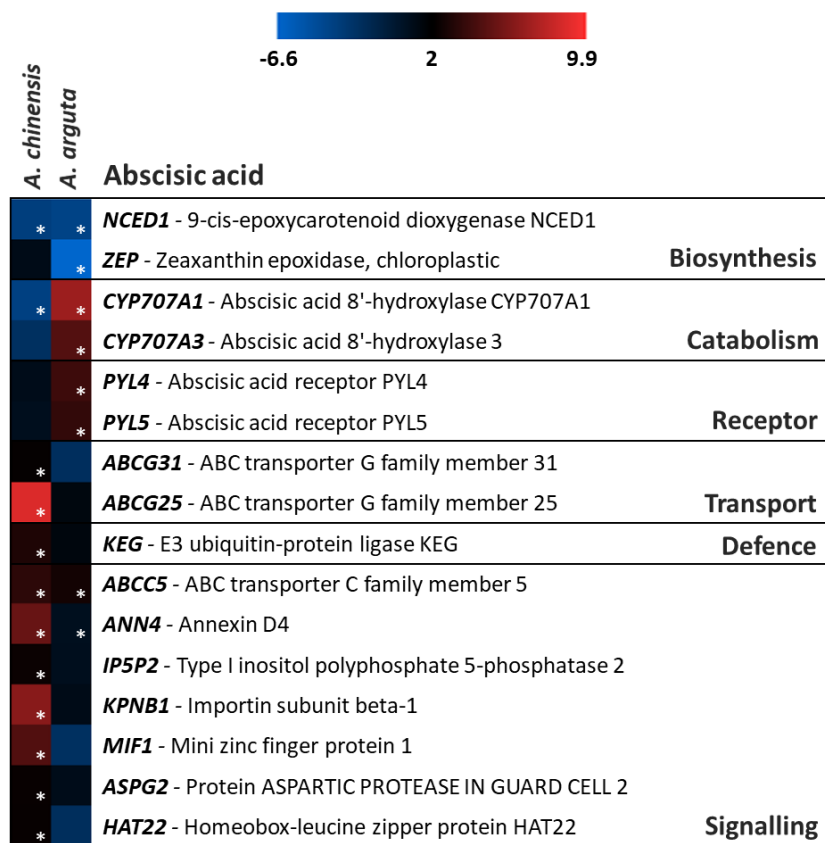 -6.6 2 9.9
A. chinensis
A. arguta
Abscisic acid
* * NCED1 - 9-cis-epoxycarotenoid dioxygenase NCED1
* ZEP - Zeaxanthin epoxidase, chloroplastic Biosynthesis
* * CYP707A1 - Abscisic acid 8'-hydroxylase CYP707A1
* CYP707A3 - Abscisic acid 8'-hydroxylase 3 Catabolism
* PYL4 - Abscisic acid receptor PYL4
* PYL5 - Abscisic acid receptor PYL5 Receptor
* ABCG31 - ABC transporter G family member 31
* ABCG25 - ABC transporter G family member 25 Transport
* KEG - E3 ubiquitin-protein ligase KEG Defence
* * ABCC5 - ABC transporter C family member 5
* * ANN4 - Annexin D4
* IP5P2 - Type I inositol polyphosphate 5-phosphatase 2
* KPNB1 - Importin subunit beta-1
* MIF1 - Mini zinc finger protein 1
* ASPG2 - Protein ASPARTIC PROTEASE IN GUARD CELL 2
* HAT22 - Homeobox-leucine zipper protein HAT22 Signalling